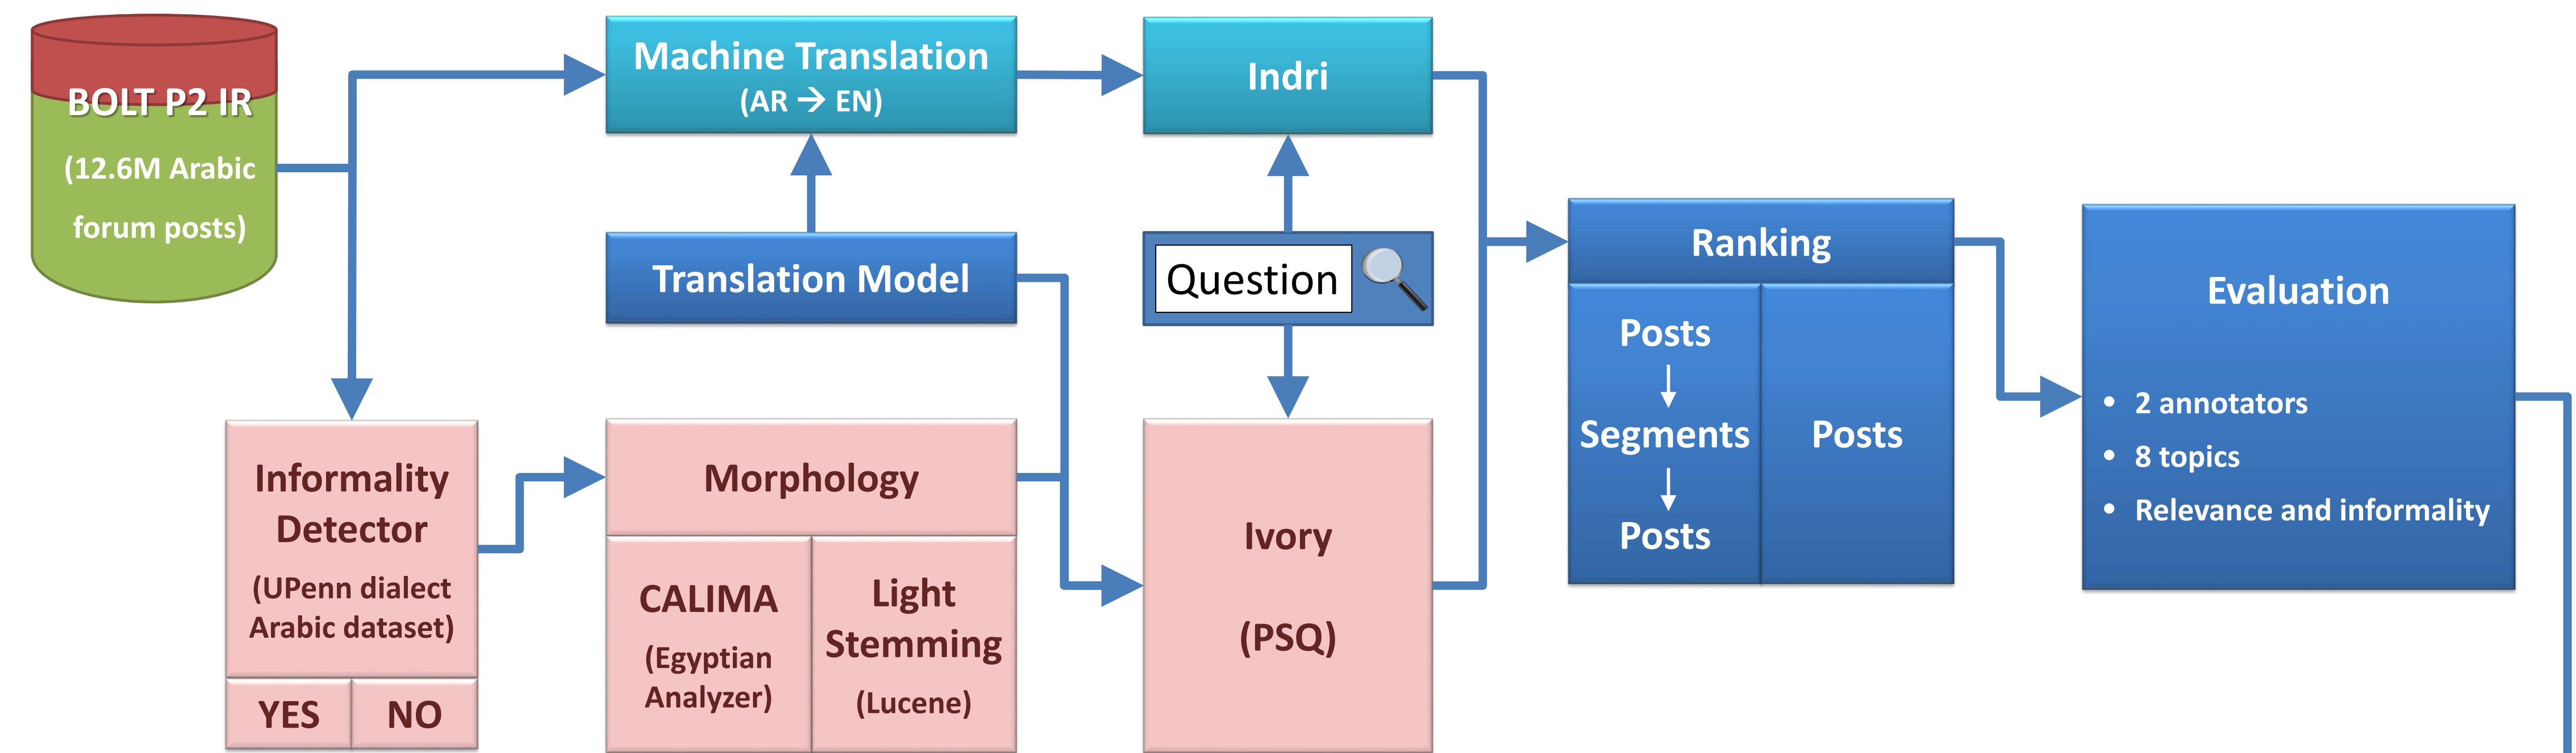 BOLT P2 IR
(12.6M Arabic
forum posts)
Machine Translation
(AR → EN)
Indri
Translation Model
Question
Ranking
Posts
↓
Segments
↓
Posts
Posts
Evaluation
• 2 annotators
• 8 topics
• Relevance and informality
Informality
Detector
(UPenn dialect
Arabic dataset)
YES
NO
Morphology
CALIMA
(Egyptian
Analyzer)
Light
Stemming
(Lucene)
Ivory
(PSQ)